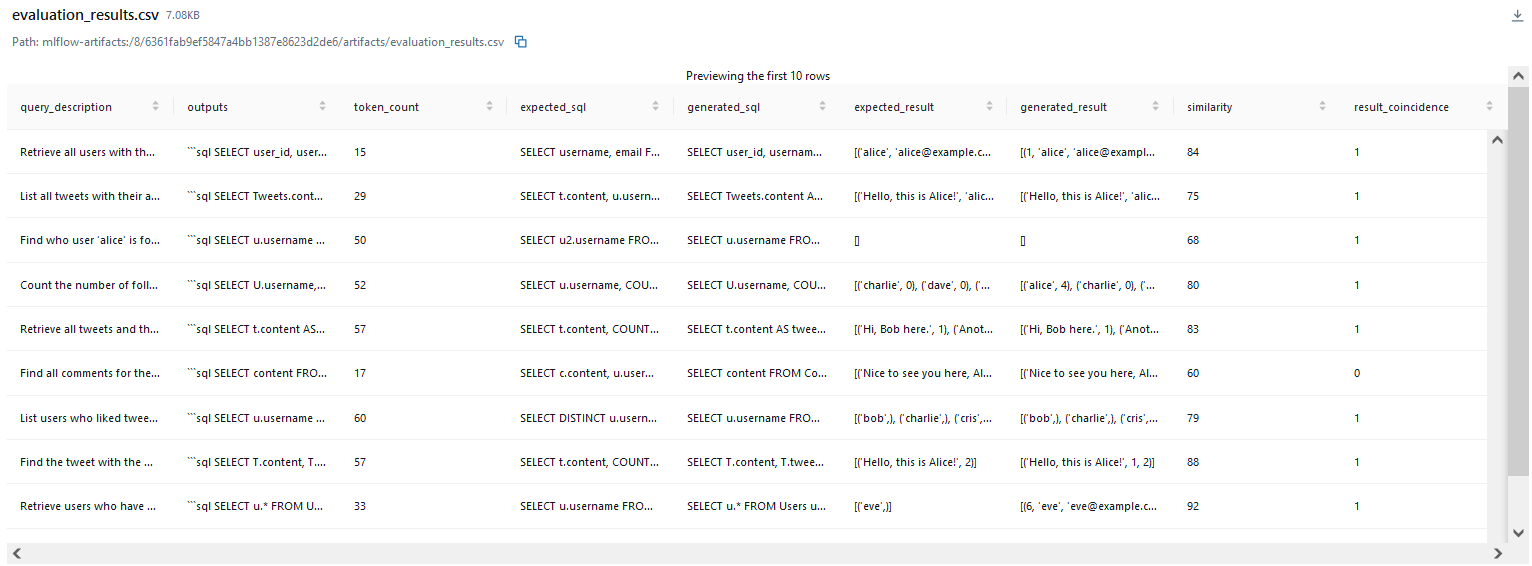 evaluation_results.csv 7.08KB
Path: mlflow-artifacts:/8/6361fab9ef5847a4bb1387e8623d2de6/artifacts/evaluation_results.csv
Previewing the first 10 rows
query_description outputs token_count expected_sql generated_sql expected_result generated_result similarity result_coincidence
Retrieve all users with th... ```sql SELECT user_id, user... 15 SELECT username, email F... SELECT user_id, usernam... [('alice', 'alice@example.c... [(1, 'alice', 'alice@exampl... 84 1
List all tweets with their a... ```sql SELECT Tweets.cont... 29 SELECT t.content, u.usern... SELECT Tweets.content A... [('Hello, this is Alice!', 'alic... [('Hello, this is Alice!', 'alic... 75 1
Find who user 'alice' is fo... ```sql SELECT u.username ... 50 SELECT u2.username FRO... SELECT u.username FRO... [] [] 68 1
Count the number of foll... ```sql SELECT U.username,... 52 SELECT u.username, COU... SELECT U.username, COU... [('charlie', 0), ('dave', 0), ('... [('alice', 4), ('charlie', 0), ('... 80 1
Retrieve all tweets and th... ```sql SELECT t.content AS... 57 SELECT t.content, COUNT... SELECT t.content AS twee... [('Hi, Bob here.', 1), ('Anot... [('Hi, Bob here.', 1), ('Anot... 83 1
Find all comments for the... ```sql SELECT content FRO... 17 SELECT c.content, u.user... SELECT content FROM Co... [('Nice to see you here, Al... [('Nice to see you here, Al... 60 0
List users who liked twee... ```sql SELECT u.username ... 60 SELECT DISTINCT u.usern... SELECT u.username FRO... [('bob',), ('charlie',), ('cris',... [('bob',), ('charlie',), ('cris',... 79 1
Find the tweet with the ... ```sql SELECT T.content, T.... 57 SELECT t.content, COUNT... SELECT T.content, T.twee... [('Hello, this is Alice!', 2)] [('Hello, this is Alice!', 1, 2)] 88 1
Retrieve users who have ... ```sql SELECT u.* FROM U... 33 SELECT u.username FRO... SELECT u.* FROM Users u... [('eve',)] [(6, 'eve', 'eve@example.c... 92 1